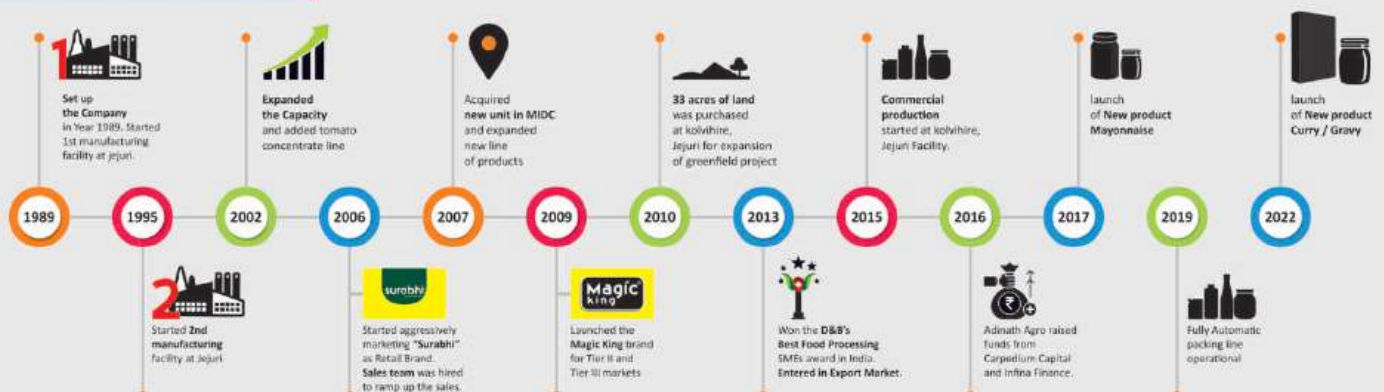 1
Set up
the Company
in Year 1989. Started
1st manufacturing
facility at jejuri.
Expanded
the Capacity
and added tomato
concentrate line
Acquired
new unit in MIDC
and expanded
new line
of products
33 acres of land
was purchased
at kolvihire,
Jejuri for expansion
of greenfield project
Commercial
production
started at kolvihire,
Jejuri Facility.
launch
of New product
Mayonnaise
launch
of New product
Curry / Gravy
1989
1995
2002
2006
2007
2009
2010
2013
2015
2016
2017
2019
2022
2
Started 2nd
manufacturing
facility at Jejuri
surabhi
Started aggressively
marketing "Surabhi"
as Retail Brand.
Sales team was hired
to ramp up the sales.
Magic
king
Launched the
Magic King brand
for Tier II and
Tier III markets
Won the D&B's
Best Food Processing
SMEs award in India.
Entered in Export Market.
₹
Adinath Agro raised
funds from
Carpedium Capital
and Infina Finance.
Fully Automatic
packing line
operational